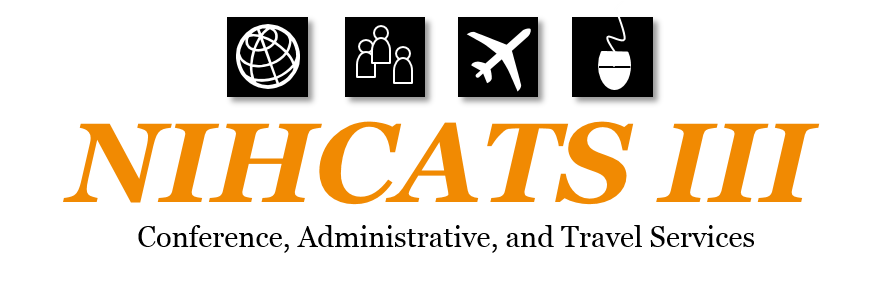 NIHCATS III
Conference, Administrative, and Travel Services